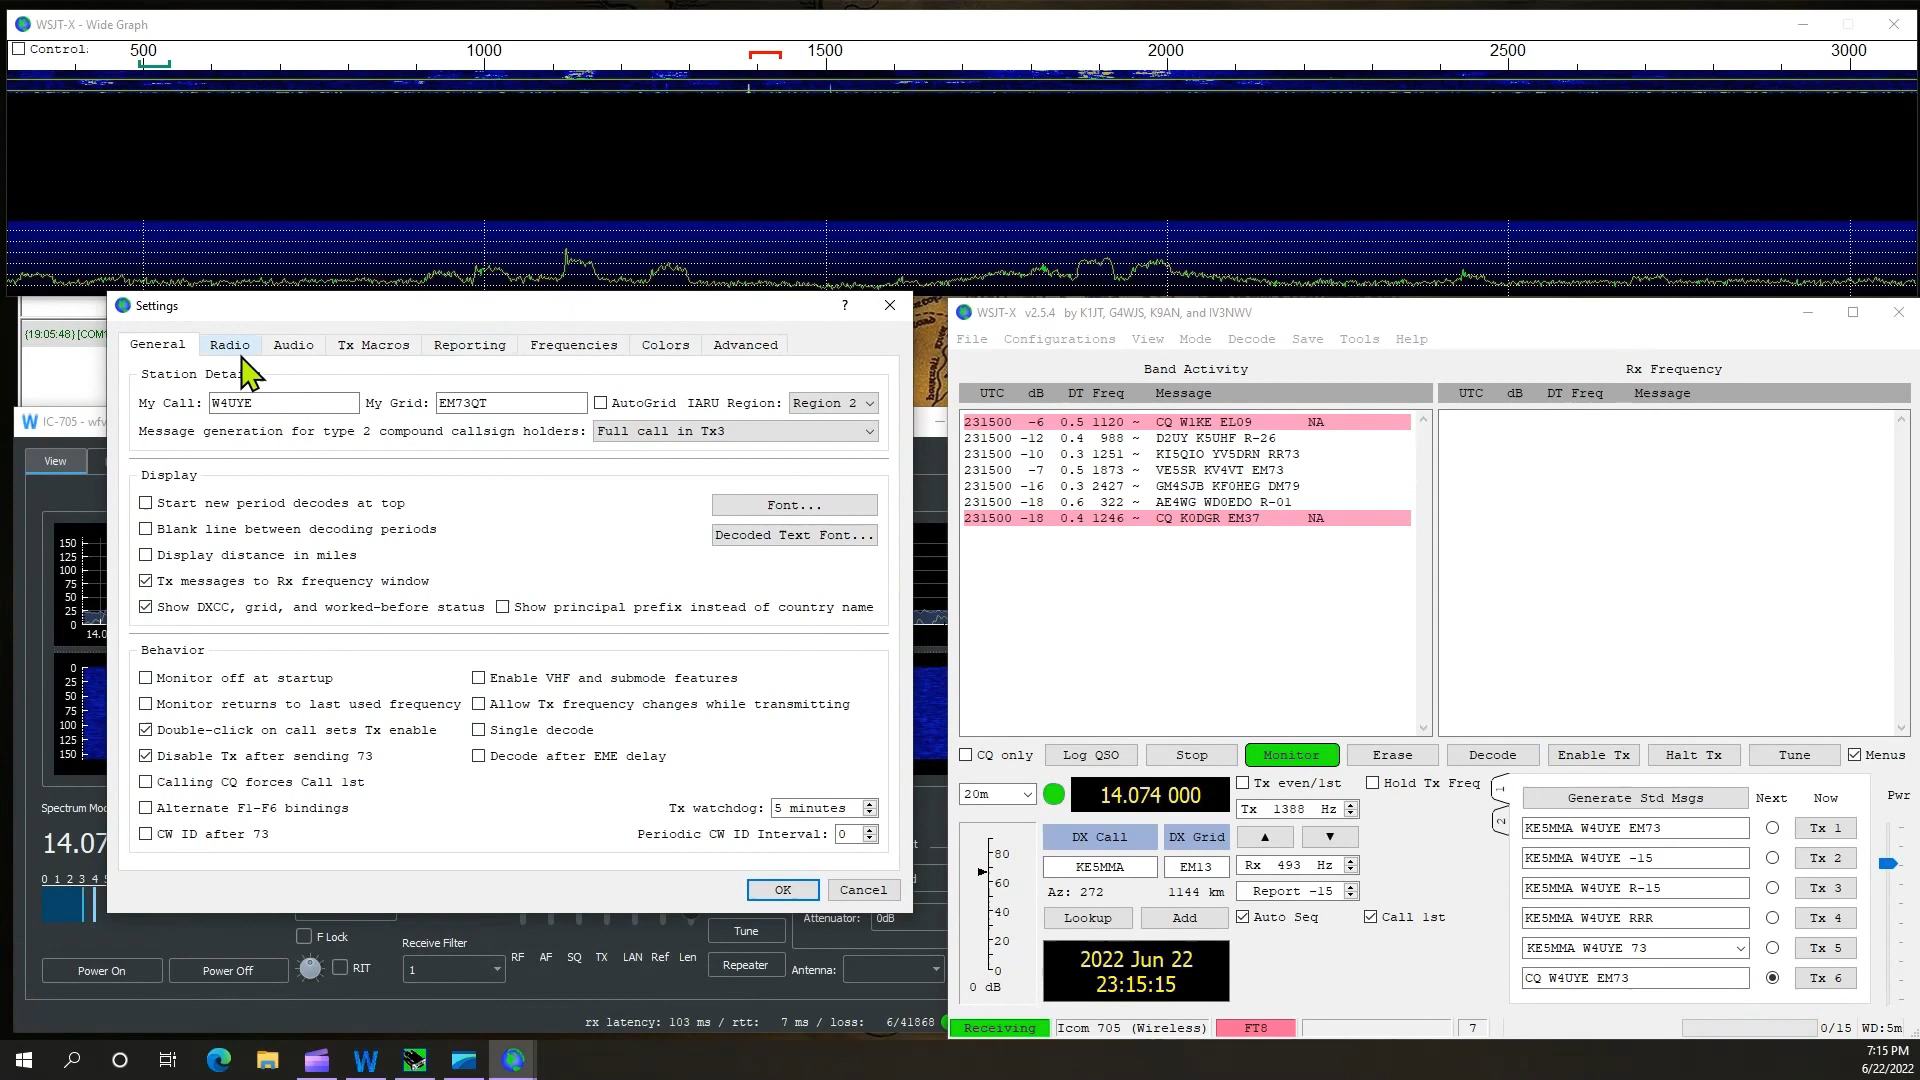 WSJT-X - Wide Graph
Control: 500 1000 1500 2000 2500 3000
Settings ?
General Radio Audio Tx Macros Reporting Frequencies Colors Advanced
My Call: W4UYE My Grid: EM73QT AutoGrid IARU Region: Region 2
Message generation for type 2 compound callsign holders: Full call in Tx3
Display
Start new period decodes at top
Font...
Blank line between decoding periods
Decoded Text Font...
Display distance in miles
Tx messages to Rx frequency window
Show DXCC, grid, and worked-before status Show principal prefix instead of country name
Behavior
Monitor off at startup Enable VHF and submode features
Monitor returns to last used frequency Allow Tx frequency changes while transmitting
Double-click on call sets Tx enable Single decode
Disable Tx after sending 73 Decode after EME delay
Calling CQ forces Call 1st
Alternate F1-F6 bindings Tx watchdog: 5 minutes
CW ID after 73 Periodic CW ID Interval: 0
OK Cancel
View
150
125
100
75
50
25
0
0
25
50
75
100
125
150
0 1 2 3 4
F Lock
RIT
Power On Power Off
Receive Filter
1
RF AF SQ TX LAN Ref Len
Tune
Repeater
Attenuator: 0dB
Antenna:
rx latency: 103 ms / rtt: 7 ms / loss: 6/41868
WSJT-X v2.5.4 by K1JT, G4WJS, K9AN, and IV3NWV
File Configurations View Mode Decode Save Tools Help
Band Activity
UTC dB DT Freq Message
231500 -6 0.5 1120 ~ CQ W1KE EL09 NA
231500 -12 0.4 988 ~ D2UY K5UHF R-26
231500 -10 0.3 1251 ~ KI5QIO YV5DRN RR73
231500 -7 0.5 1873 ~ VE5SR KV4VT EM73
231500 -16 0.3 2427 ~ GM4SJB KF0HEG DM79
231500 -18 0.6 322 ~ AE4WG WD0EDO R-01
231500 -18 0.4 1246 ~ CQ K0DGR EM37 NA
Rx Frequency
UTC dB DT Freq Message
CQ only Log QSO Stop Monitor Erase Decode Enable Tx Halt Tx Tune Menus
20m 14.074 000
Tx even/1st Hold Tx Freq
Tx 1388 Hz
DX Call DX Grid
KE5MMA EM13 Rx 493 Hz
Az: 272 1144 km Report -15
Lookup Add Auto Seq Call 1st
80
60
40
20
0
0 dB
2022 Jun 22
23:15:15
1
2
Generate Std Msgs Next Now Pwr
KE5MMA W4UYE EM73 Tx 1
KE5MMA W4UYE -15 Tx 2
KE5MMA W4UYE R-15 Tx 3
KE5MMA W4UYE RRR Tx 4
KE5MMA W4UYE 73 Tx 5
CQ W4UYE EM73 Tx 6
Receiving Icom 705 (Wireless) FT8 7 0/15 WD:5m
7:15 PM
6/22/2022